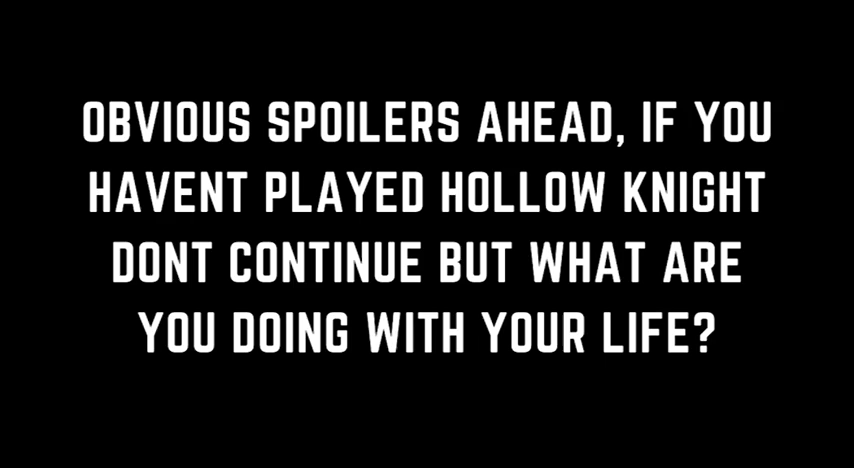 OBVIOUS SPOILERS AHEAD, IF YOU
HAVENT PLAYED HOLLOW KNIGHT
DONT CONTINUE BUT WHAT ARE
YOU DOING WITH YOUR LIFE?